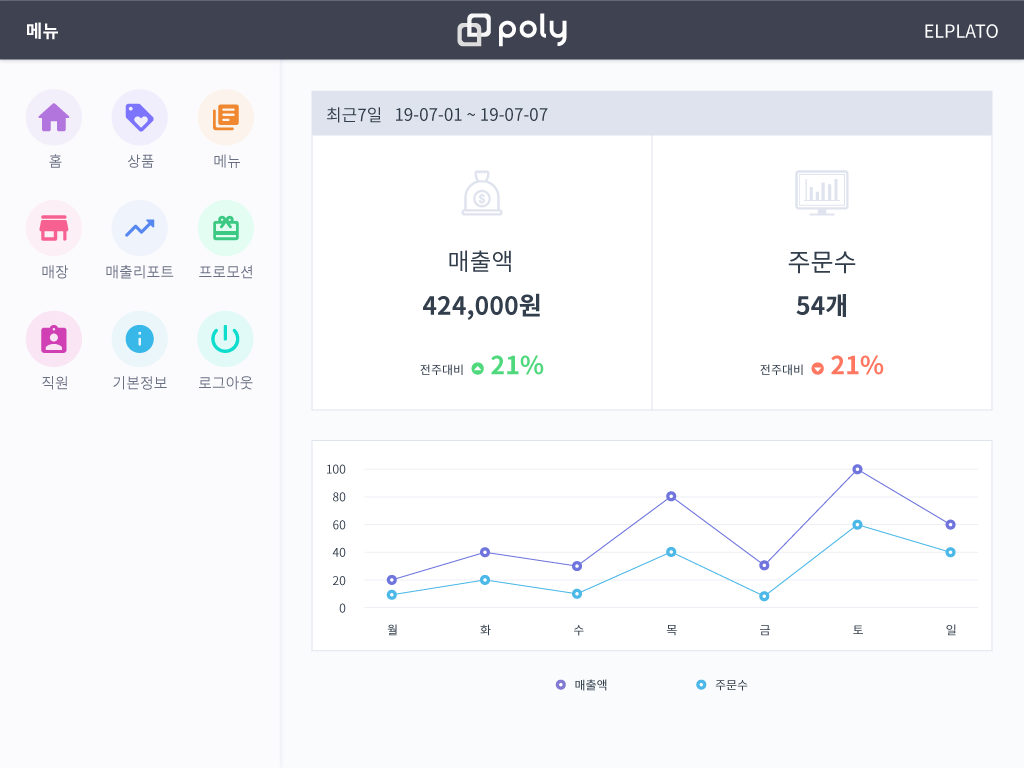 메뉴
poly
ELPLATO
홈
상품
메뉴
매장
매출리포트
프로모션
직원
기본정보
로그아웃
최근7일 19-07-01 ~ 19-07-07
$
매출액
424,000원
전주대비 21%
주문수
54개
전주대비 21%
100
80
60
40
20
0
월 화 수 목 금 토 일
매출액 주문수